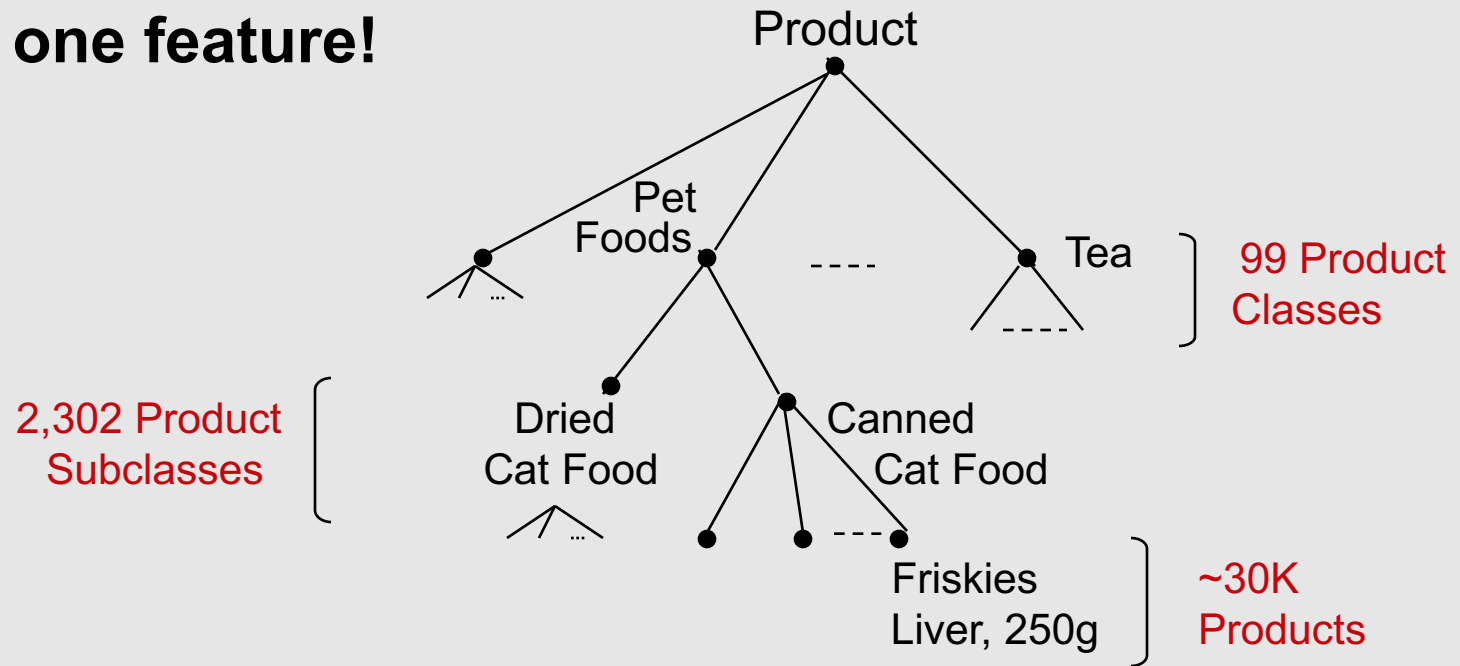 one feature!
Product
Pet
Foods
Tea
99 Product
Classes
...
2,302 Product
Subclasses
Dried
Cat Food
Canned
Cat Food
...
Friskies
Liver, 250g
~30K
Products